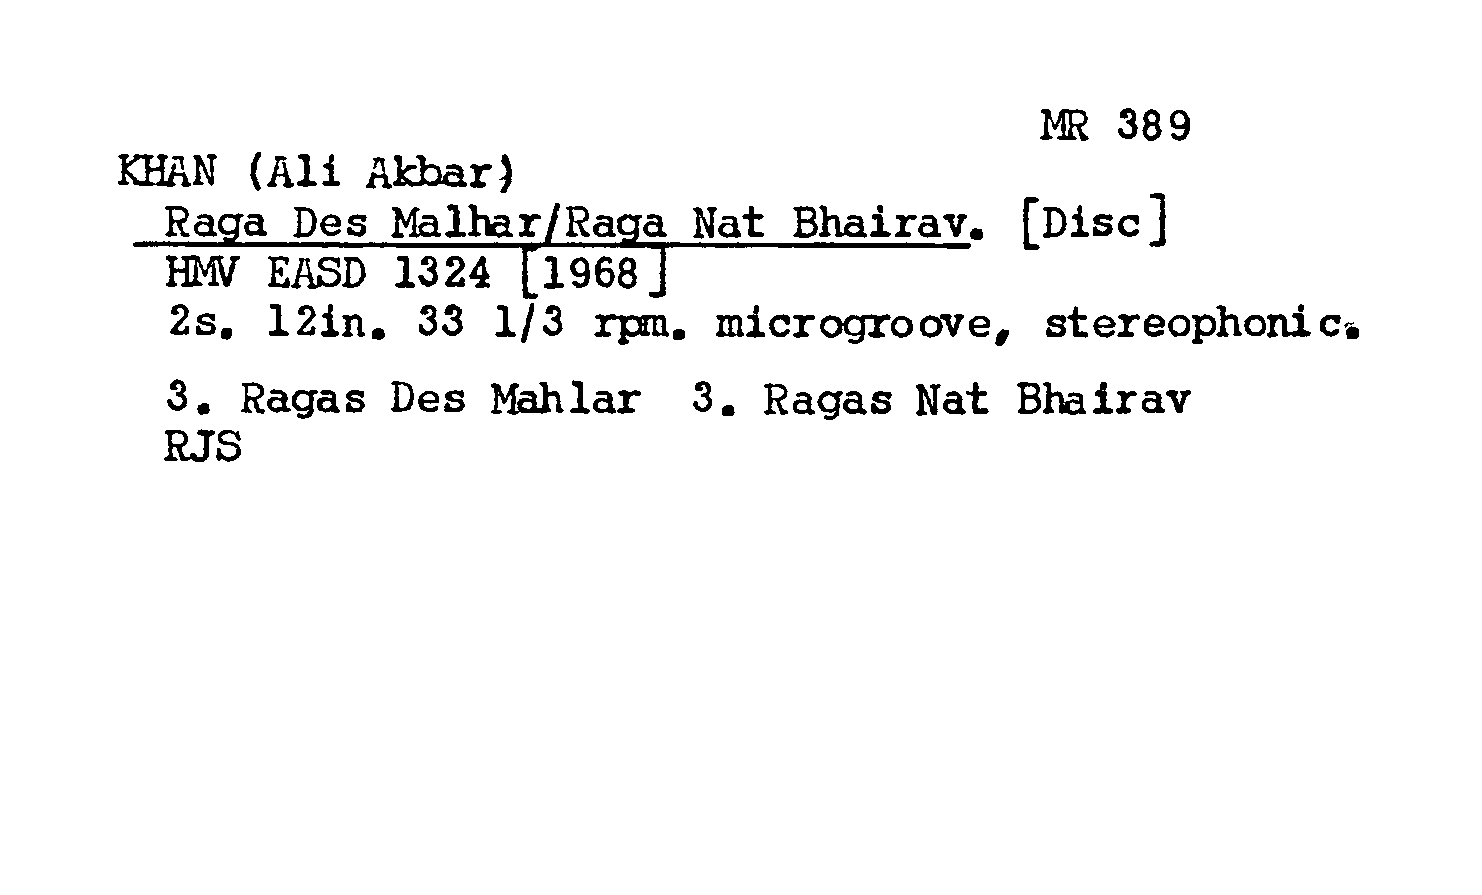 MR 389
KHAN (Ali Akbar)
Raga Des Malhar/Raga Nat Bhairav. [Disc]
HMV EASD 1324 [1968]
2s. 12in. 33 1/3 rpm. microgroove, stereophonic.
3. Ragas Des Mahlar 3. Ragas Nat Bhairav
RJS